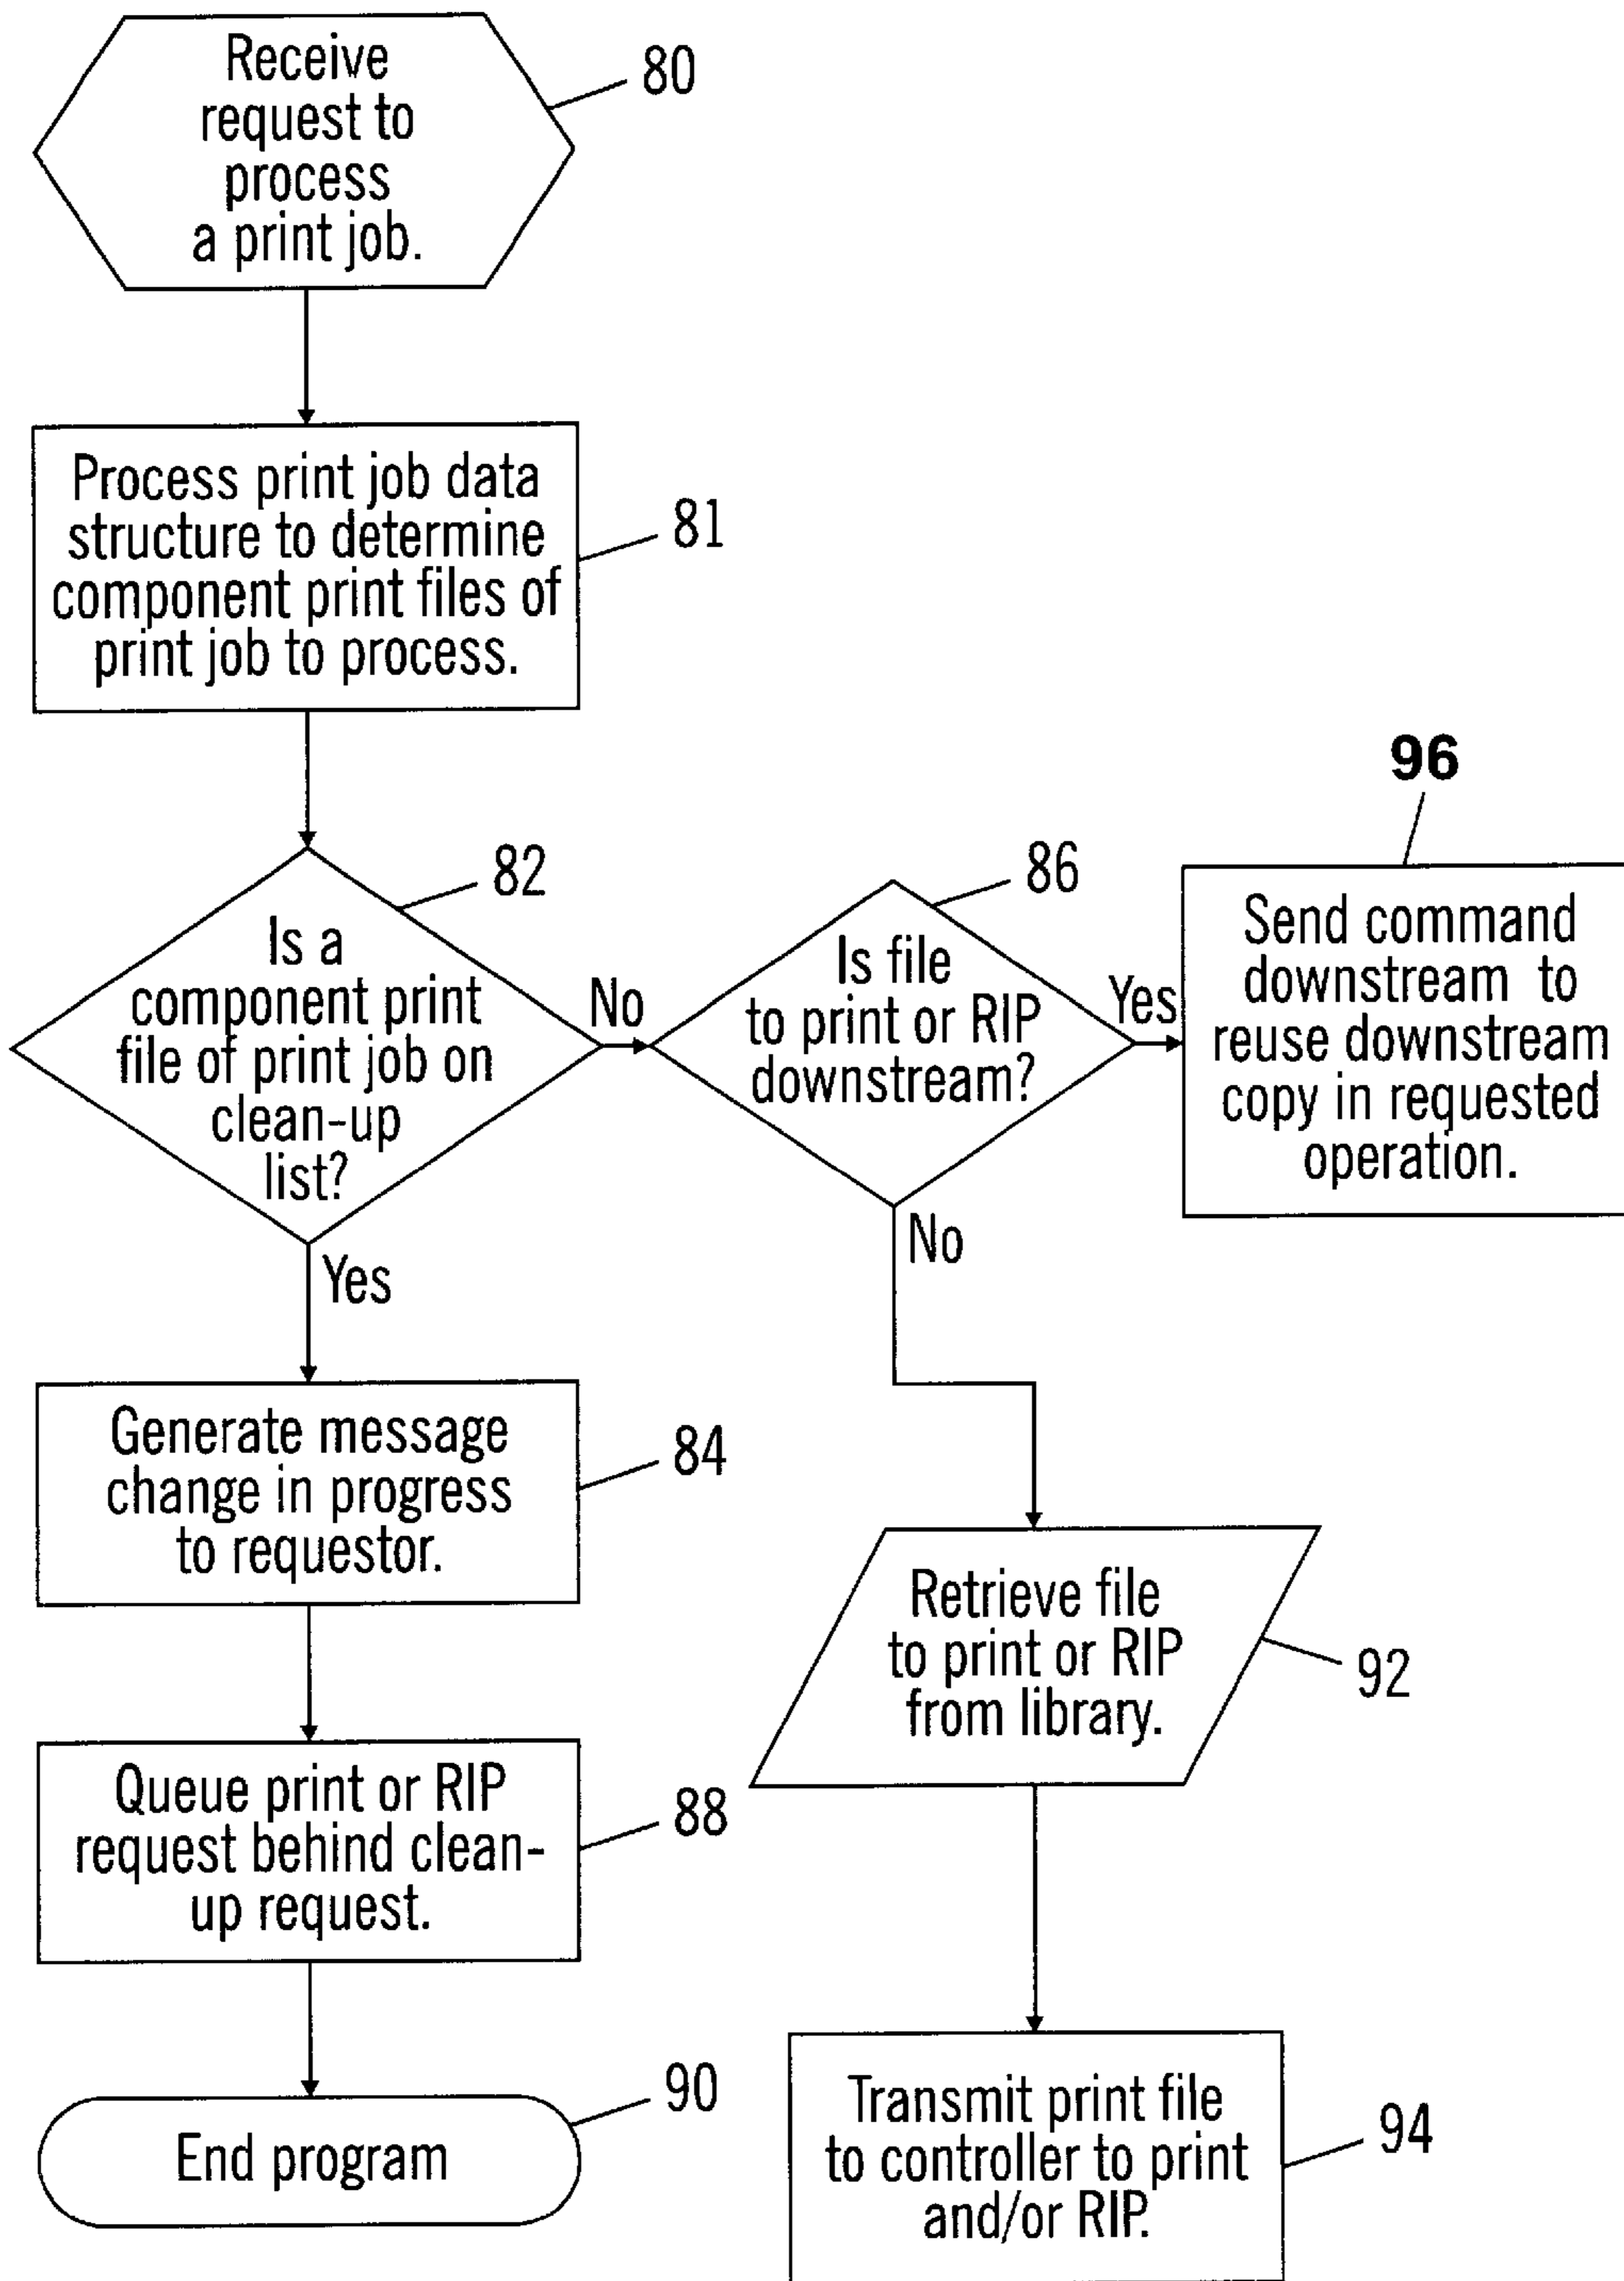 Receive
request to
process
a print job.
80
Process print job data
structure to determine
component print files of
print job to process.
81
Is a
component print
file of print job on
clean-up
list?
82
No
Yes
Is file
to print or RIP
downstream?
86
Yes
No
96
Send command
downstream to
reuse downstream
copy in requested
operation.
Generate message
change in progress
to requestor.
84
Queue print or RIP
request behind clean-
up request.
88
End program
90
Retrieve file
to print or RIP
from library.
92
Transmit print file
to controller to print
and/or RIP.
94